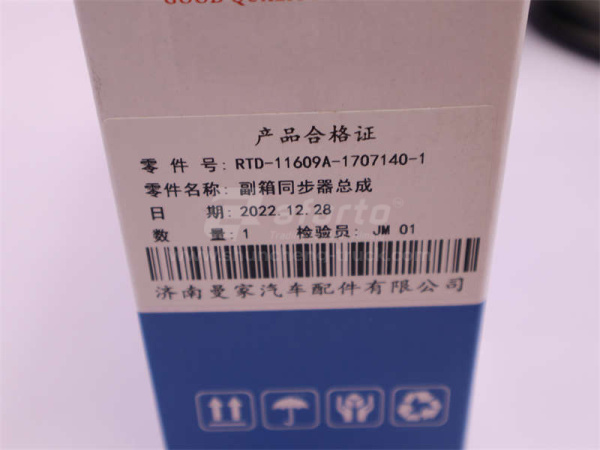 GOOD QUALI
产品合格证
零 件 号: RTD-11609A-1707140-1
零件名称: 副箱同步器总成
日 期: 2022.12.28
数 量: 1 检验员: JM 01
济南曼家汽车配件有限公司